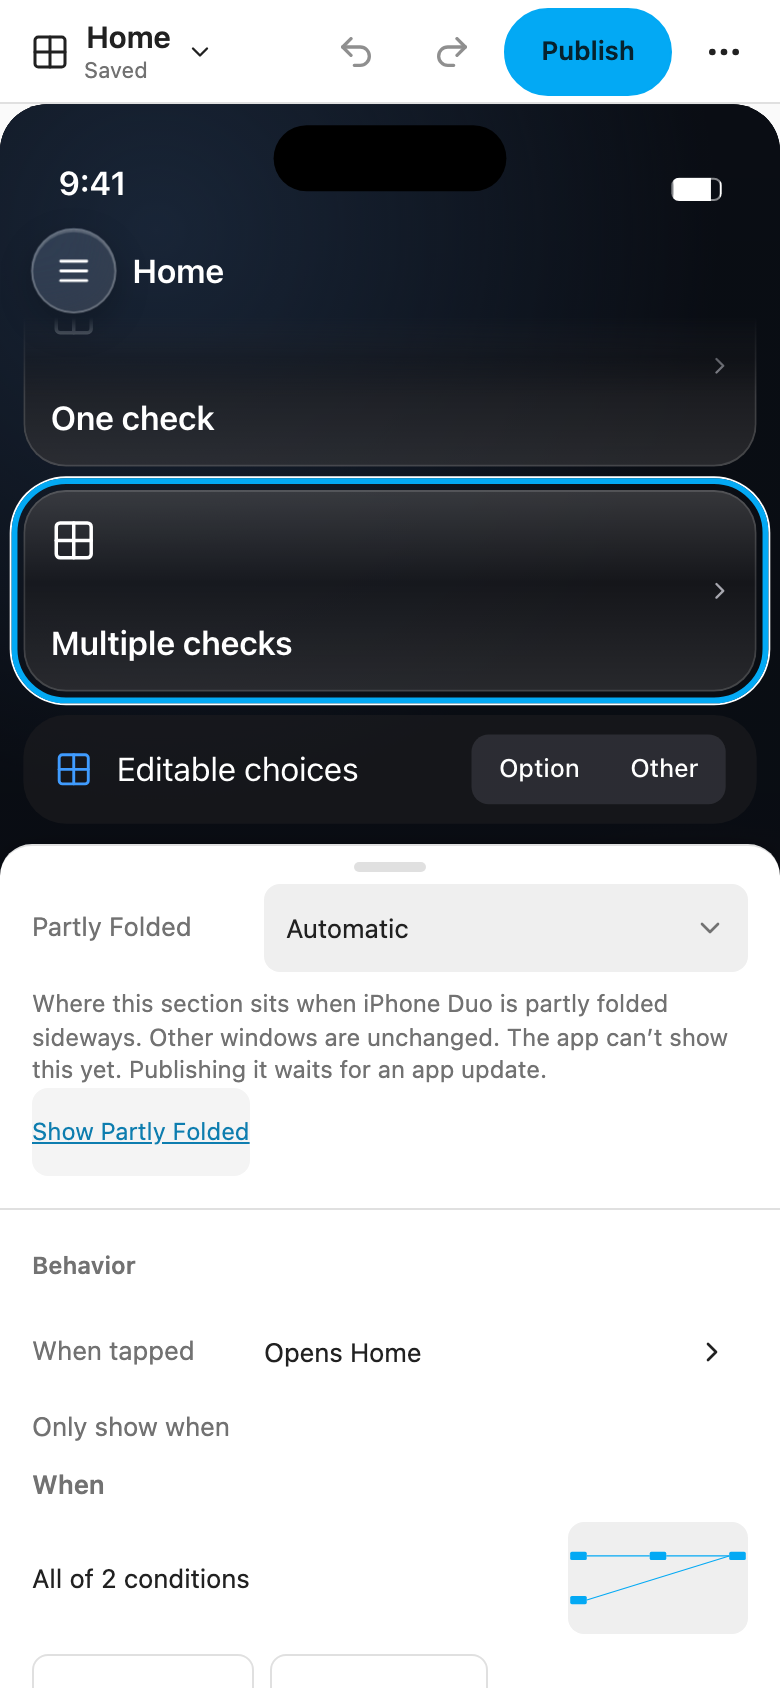 Home
Saved
Publish
9:41
Home
One check
Multiple checks
Editable choices
Option
Other
Partly Folded
Automatic
Where this section sits when iPhone Duo is partly folded
sideways. Other windows are unchanged. The app can’t show
this yet. Publishing it waits for an app update.
Show Partly Folded
Behavior
When tapped
Opens Home
Only show when
When
All of 2 conditions